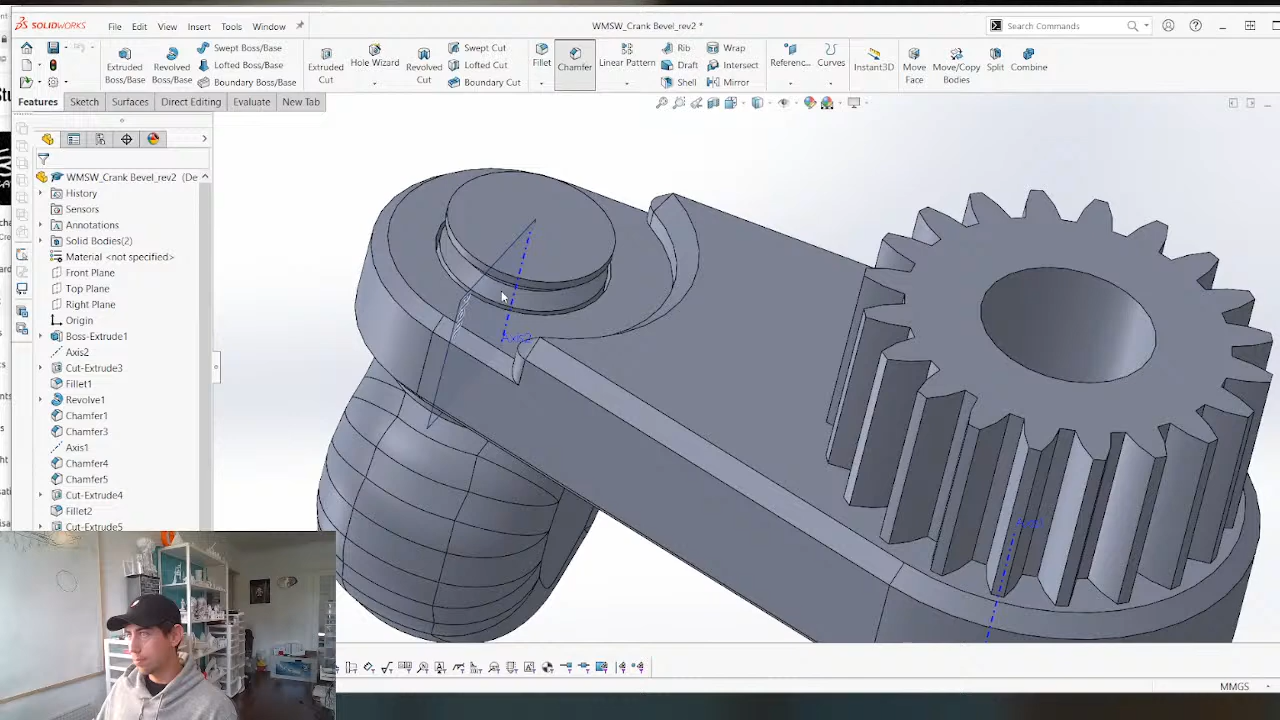 SOLIDWORKS File Edit View Insert Tools Window WMSW_Crank Bevel_rev2 * Search Commands
Extruded Boss/Base Revolved Boss/Base Swept Boss/Base Lofted Boss/Base Boundary Boss/Base Extruded Cut Hole Wizard Revolved Cut Swept Cut Lofted Cut Boundary Cut Fillet Chamfer Linear Pattern Rib Draft Shell Wrap Intersect Mirror Referenc... Curves Instant3D Move Face Move/Copy Bodies Split Combine
Features Sketch Surfaces Direct Editing Evaluate New Tab
WMSW_Crank Bevel_rev2 (De
History
Sensors
Annotations
Solid Bodies(2)
Material <not specified>
Front Plane
Top Plane
Right Plane
Origin
Boss-Extrude1
Axis2
Cut-Extrude3
Fillet1
Revolve1
Chamfer1
Chamfer3
Axis1
Chamfer4
Chamfer5
Cut-Extrude4
Fillet2
Cut-Extrude5
Axis2
Axis1
MMGS